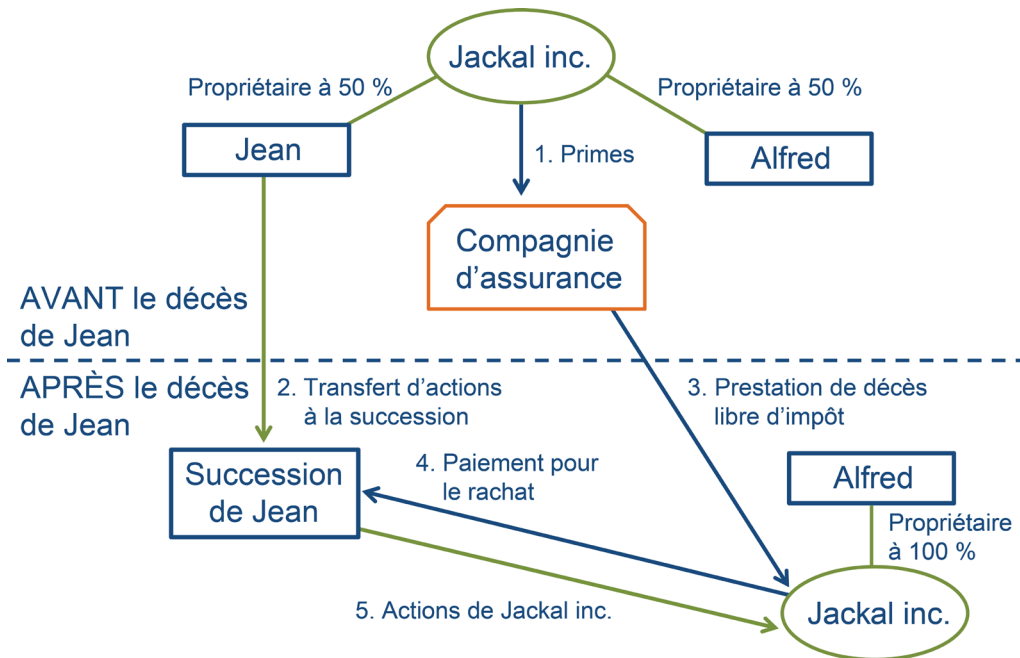 Jackal inc.
Propriétaire à 50 %
Propriétaire à 50 %
Jean
1. Primes
Alfred
Compagnie
d'assurance
AVANT le décès
de Jean
APRÈS le décès
de Jean
2. Transfert d'actions
à la succession
3. Prestation de décès
libre d'impôt
4. Paiement pour
le rachat
Succession
de Jean
Alfred
Propriétaire
à 100 %
5. Actions de Jackal inc.
Jackal inc.